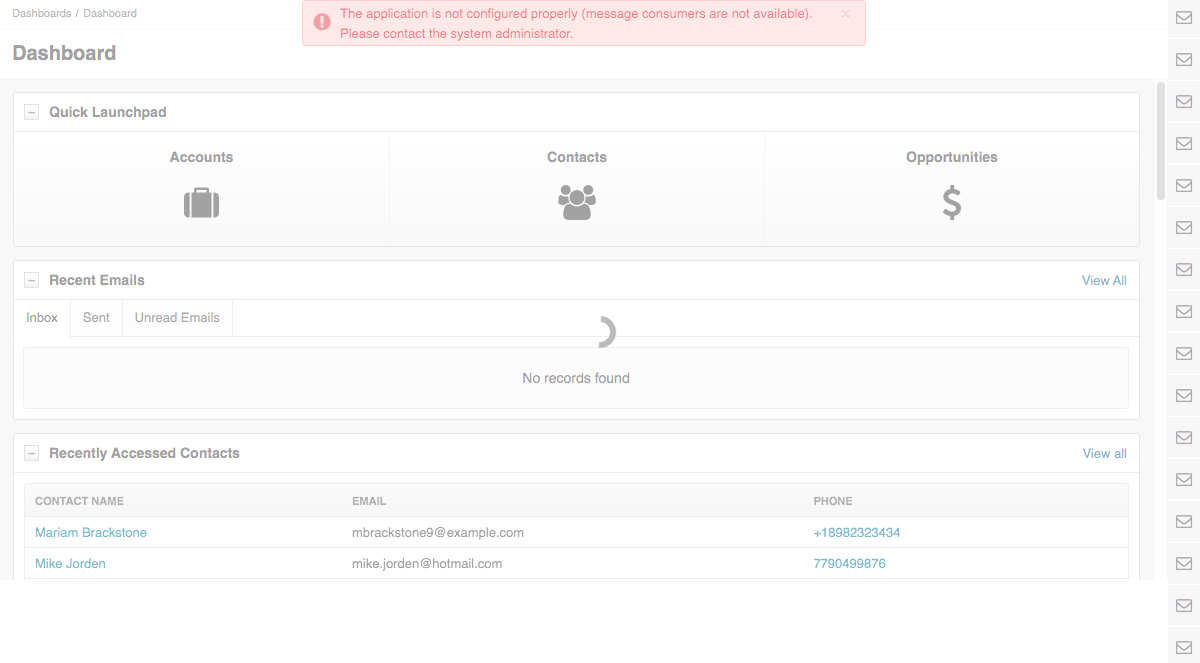 Dashboards / Dashboard
The application is not configured properly (message consumers are not available).
Please contact the system administrator.
×
Dashboard
Quick Launchpad
Accounts
Contacts
Opportunities
Recent Emails
View All
Inbox
Sent
Unread Emails
No records found
Recently Accessed Contacts
View all
CONTACT NAME EMAIL PHONE
Mariam Brackstone mbrackstone9@example.com +18982323434
Mike Jorden mike.jorden@hotmail.com 7790499876